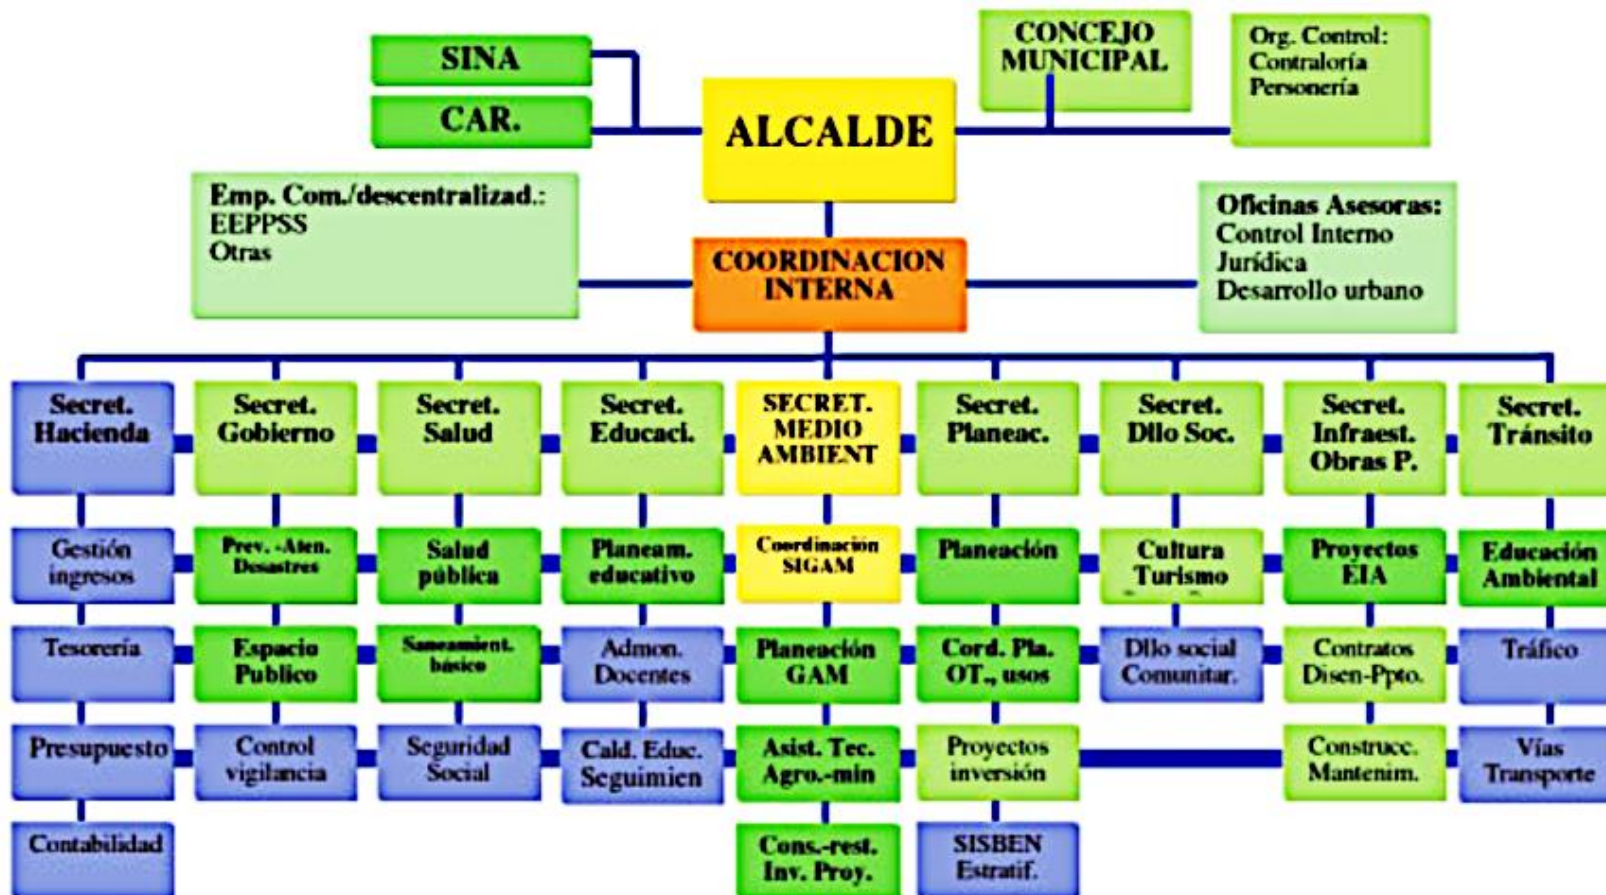 SINA
CAR.
ALCALDE
CONCEJO
MUNICIPAL
Org. Control:
Contraloría
Personería
Emp. Com./descentralizad.:
EEPPSS
Otras
COORDINACION
INTERNA
Oficinas Asesoras:
Control Interno
Jurídica
Desarrollo urbano
Secret.
Hacienda
Secret.
Gobierno
Secret.
Salud
Secret.
Educaci.
SECRET.
MEDIO
AMBIENT
Secret.
Planeac.
Secret.
Dllo Soc.
Secret.
Infraest.
Obras P.
Secret.
Tránsito
Gestión
ingresos
Prev. -Aten.
Desastres
Salud
pública
Planeam.
educativo
Coordinación
SIGAM
Planeación
Cultura
Turismo
Proyectos
EIA
Educación
Ambiental
Tesorería
Espacio
Publico
Saneamient.
básico
Admon.
Docentes
Planeación
GAM
Cord. Pla.
OT., usos
Dllo social
Comunitar.
Contratos
Disen-Ppto.
Tráfico
Presupuesto
Control
vigilancia
Seguridad
Social
Cald. Educ.
Seguimien
Asist. Tec.
Agro.-min
Proyectos
inversión
Construcc.
Mantenim.
Vías
Transporte
Contabilidad
Cons.-rest.
Inv. Proy.
SISBEN
Estratif.